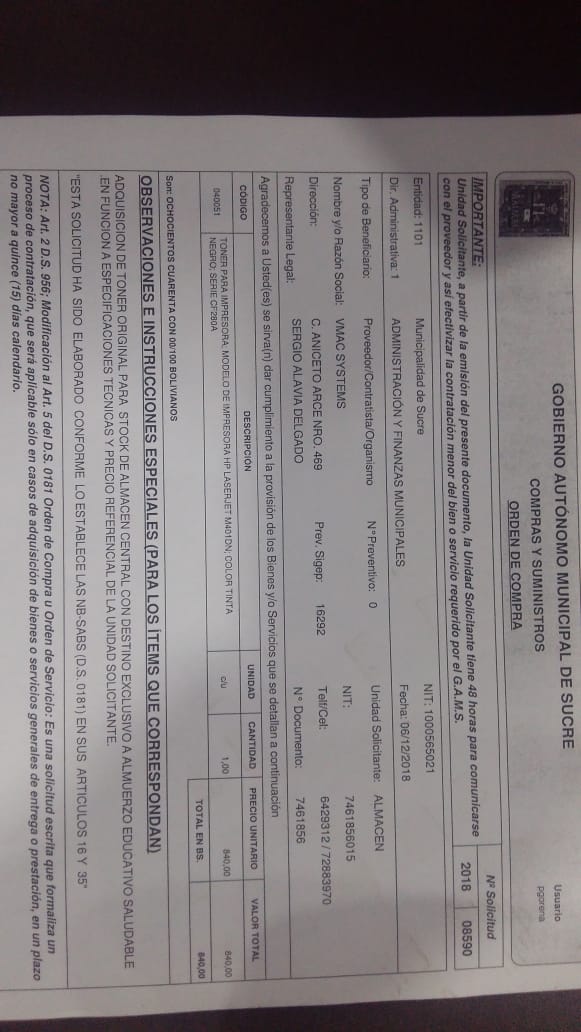 GOBIERNO AUTÓNOMO MUNICIPAL DE SUCRE
COMPRAS Y SUMINISTROS
ORDEN DE COMPRA
Usuario
pgorena
Nº Solicitud
2018 08590
IMPORTANTE:
Unidad Solicitante, a partir de la emisión del presente documento, la Unidad Solicitante tiene 48 horas para comunicarse
con el proveedor y así efectivizar la contratación menor del bien o servicio requerido por el G.A.M.S.
NIT: 1000565021
Entidad: 1101 Municipalidad de Sucre Fecha: 06/12/2018
Dir. Administrativa: 1 ADMINISTRACIÓN Y FINANZAS MUNICIPALES
Tipo de Beneficiario: Proveedor/Contratista/Organismo N° Preventivo: 0 Unidad Solicitante: ALMACEN
Nombre y/o Razón Social: VMAC SYSTEMS NIT: 7461856015
Dirección: C. ANICETO ARCE NRO. 469 Prev. Sigep: 16292 Telf/Cel: 6429312 / 72883970
Representante Legal: SERGIO ALAVIA DELGADO N° Documento: 7461856
Agradecemos a Usted(es) se sirva(n) dar cumplimiento a la provisión de los Bienes y/o Servicios que se detallan a continuación
CÓDIGO DESCRIPCIÓN UNIDAD CANTIDAD PRECIO UNITARIO VALOR TOTAL
040051 TONER PARA IMPRESORA; MODELO DE IMPRESORA HP LASERJET M401DN; COLOR TINTA c/u 1,00 840,00 840,00
NEGRO; SERIE CF280A
TOTAL EN BS. 840,00
Son: OCHOCIENTOS CUARENTA CON 00/100 BOLIVIANOS
OBSERVACIONES E INSTRUCCIONES ESPECIALES (PARA LOS ÍTEMS QUE CORRESPONDAN)
ADQUISICION DE TONER ORIGINAL PARA STOCK DE ALMACEN CENTRAL CON DESTINO EXCLUSIVO A ALMUERZO EDUCATIVO SALUDABLE
.EN FUNCION A ESPECIFICACIONES TECNICAS Y PRECIO REFERENCIAL DE LA UNIDAD SOLICITANTE.
"ESTA SOLICITUD HA SIDO ELABORADO CONFORME LO ESTABLECE LAS NB-SABS (D.S. 0181) EN SUS ARTICULOS 16 Y 35"
NOTA: Art. 2 D.S. 956; Modificación al Art. 5 del D.S. 0181 Orden de Compra u Orden de Servicio: Es una solicitud escrita que formaliza un
proceso de contratación, que será aplicable sólo en casos de adquisición de bienes o servicios generales de entrega o prestación, en un plazo
no mayor a quince (15) días calendario.